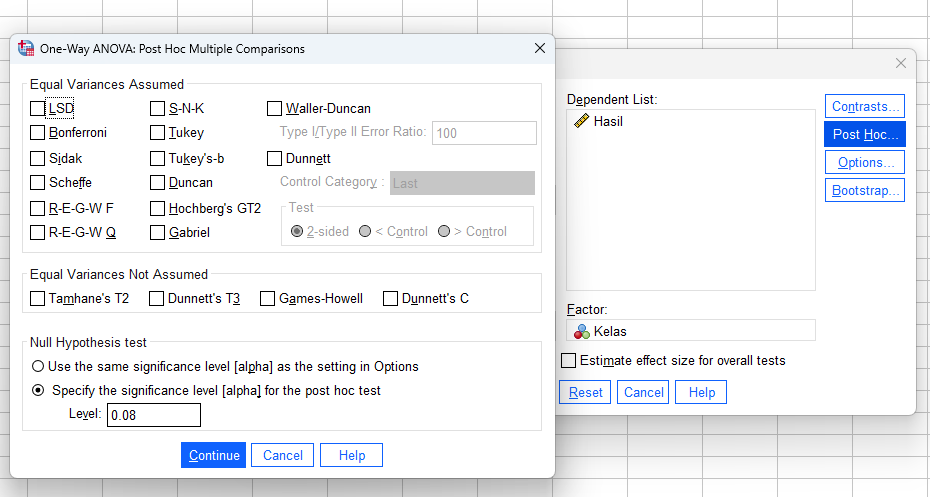 One-Way ANOVA: Post Hoc Multiple Comparisons
Equal Variances Assumed
LSD
S-N-K
Waller-Duncan
Bonferroni
Tukey
Type I/Type II Error Ratio: 100
Sidak
Tukey's-b
Dunnett
Scheffe
Duncan
Control Category : Last
R-E-G-W F
Hochberg's GT2
Test
R-E-G-W Q
Gabriel
2-sided < Control > Control
Equal Variances Not Assumed
Tamhane's T2 Dunnett's T3 Games-Howell Dunnett's C
Null Hypothesis test
Use the same significance level [alpha] as the setting in Options
Specify the significance level [alpha] for the post hoc test
Level: 0.08
Continue Cancel Help
Dependent List:
Hasil
Contrasts...
Post Hoc...
Options...
Bootstrap...
Factor:
Kelas
Estimate effect size for overall tests
Reset Cancel Help